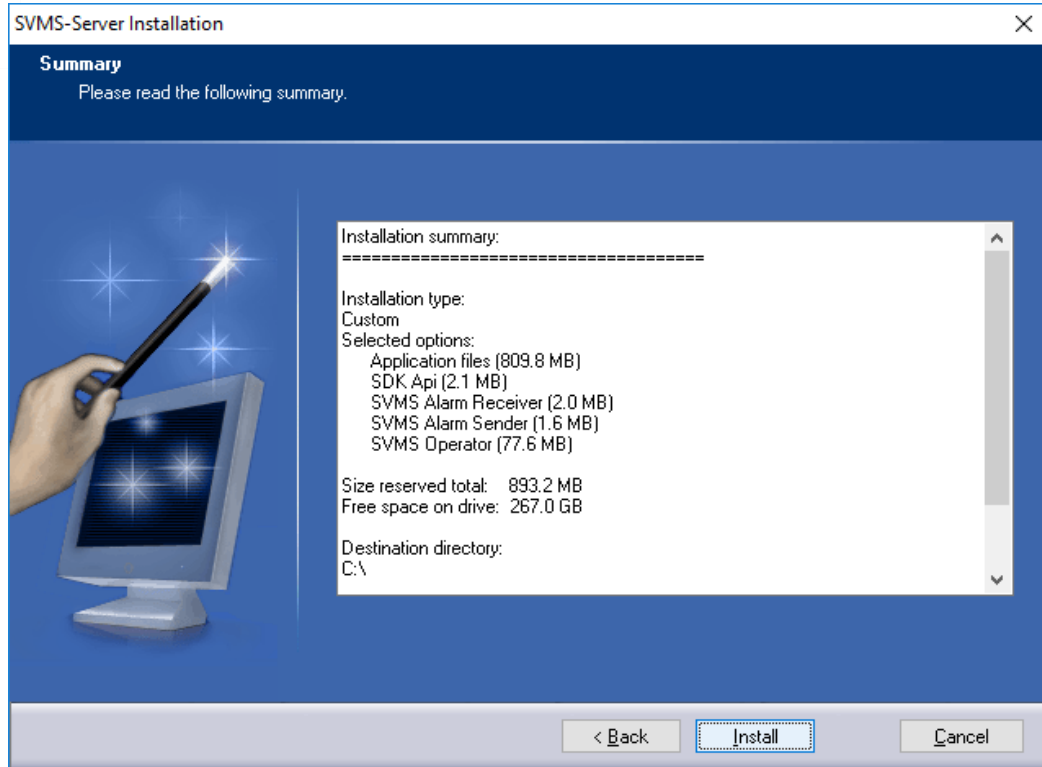 SVMS-Server Installation
Summary
Please read the following summary.
Installation summary:
=====================================
Installation type:
Custom
Selected options:
Application files (809.8 MB)
SDK Api (2.1 MB)
SVMS Alarm Receiver (2.0 MB)
SVMS Alarm Sender (1.6 MB)
SVMS Operator (77.6 MB)
Size reserved total: 893.2 MB
Free space on drive: 267.0 GB
Destination directory:
C:\
< Back
Install
Cancel